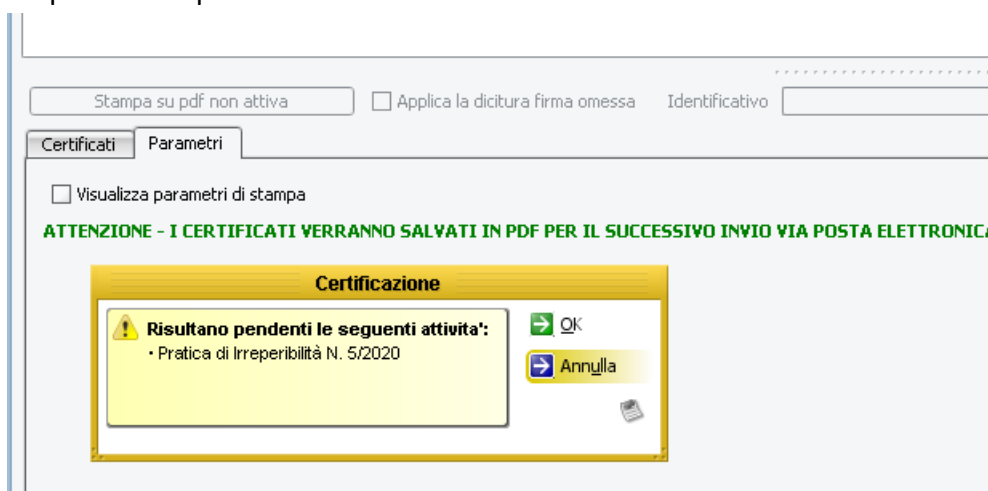 Stampa su pdf non attiva Applica la dicitura firma omessa Identificativo
Certificati Parametri
Visualizza parametri di stampa
ATTENZIONE - I CERTIFICATI VERRANNO SALVATI IN PDF PER IL SUCCESSIVO INVIO VIA POSTA ELETTRONICA
Certificazione
Risultano pendenti le seguenti attivita':
· Pratica di Irreperibilità N. 5/2020
OK
Annulla